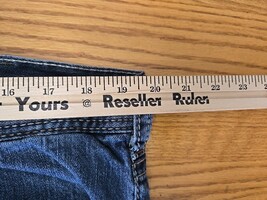 16 17 18 19 20 21 22 23
Yours @ Reseller Rules